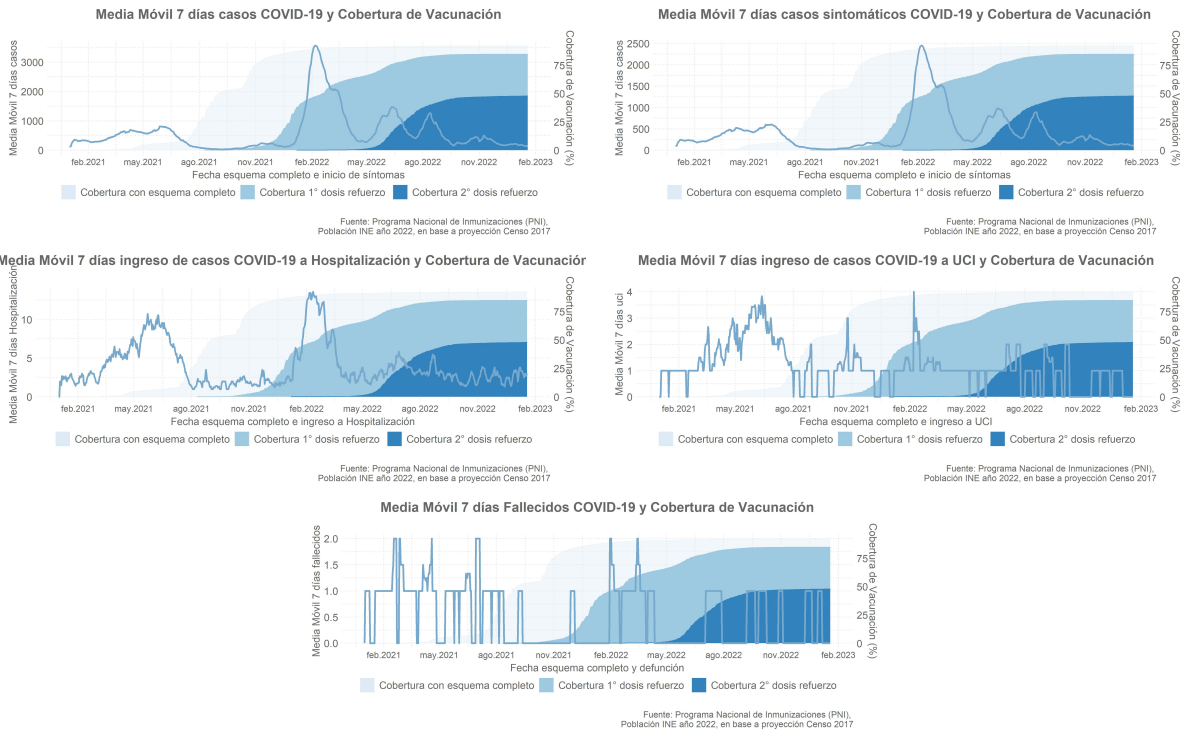 Media Móvil 7 días casos COVID-19 y Cobertura de Vacunación
Media Móvil 7 días casos
3000
2000
1000
0
Cobertura de Vacunación (%)
75
50
25
0
feb.2021 may.2021 ago.2021 nov.2021 feb.2022 may.2022 ago.2022 nov.2022 feb.2023
Fecha esquema completo e inicio de síntomas
Cobertura con esquema completo Cobertura 1° dosis refuerzo Cobertura 2° dosis refuerzo
Fuente: Programa Nacional de Inmunizaciones (PNI),
Población INE año 2022, en base a proyección Censo 2017
Media Móvil 7 días casos sintomáticos COVID-19 y Cobertura de Vacunación
Media Móvil 7 días casos
2500
2000
1500
1000
500
0
Cobertura de Vacunación (%)
75
50
25
0
feb.2021 may.2021 ago.2021 nov.2021 feb.2022 may.2022 ago.2022 nov.2022 feb.2023
Fecha esquema completo e inicio de síntomas
Cobertura con esquema completo Cobertura 1° dosis refuerzo Cobertura 2° dosis refuerzo
Fuente: Programa Nacional de Inmunizaciones (PNI),
Población INE año 2022, en base a proyección Censo 2017
Media Móvil 7 días ingreso de casos COVID-19 a Hospitalización y Cobertura de Vacunación
Media Móvil 7 días Hospitalización
10
5
0
Cobertura de Vacunación (%)
75
50
25
0
feb.2021 may.2021 ago.2021 nov.2021 feb.2022 may.2022 ago.2022 nov.2022 feb.2023
Fecha esquema completo e ingreso a Hospitalización
Cobertura con esquema completo Cobertura 1° dosis refuerzo Cobertura 2° dosis refuerzo
Fuente: Programa Nacional de Inmunizaciones (PNI),
Población INE año 2022, en base a proyección Censo 2017
Media Móvil 7 días ingreso de casos COVID-19 a UCI y Cobertura de Vacunación
Media Móvil 7 días uci
4
3
2
1
0
Cobertura de Vacunación (%)
75
50
25
0
feb.2021 may.2021 ago.2021 nov.2021 feb.2022 may.2022 ago.2022 nov.2022 feb.2023
Fecha esquema completo e ingreso a UCI
Cobertura con esquema completo Cobertura 1° dosis refuerzo Cobertura 2° dosis refuerzo
Fuente: Programa Nacional de Inmunizaciones (PNI),
Población INE año 2022, en base a proyección Censo 2017
Media Móvil 7 días Fallecidos COVID-19 y Cobertura de Vacunación
Media Móvil 7 días fallecidos
2.0
1.5
1.0
0.5
0.0
Cobertura de Vacunación (%)
75
50
25
0
feb.2021 may.2021 ago.2021 nov.2021 feb.2022 may.2022 ago.2022 nov.2022 feb.2023
Fecha esquema completo y defunción
Cobertura con esquema completo Cobertura 1° dosis refuerzo Cobertura 2° dosis refuerzo
Fuente: Programa Nacional de Inmunizaciones (PNI),
Población INE año 2022, en base a proyección Censo 2017